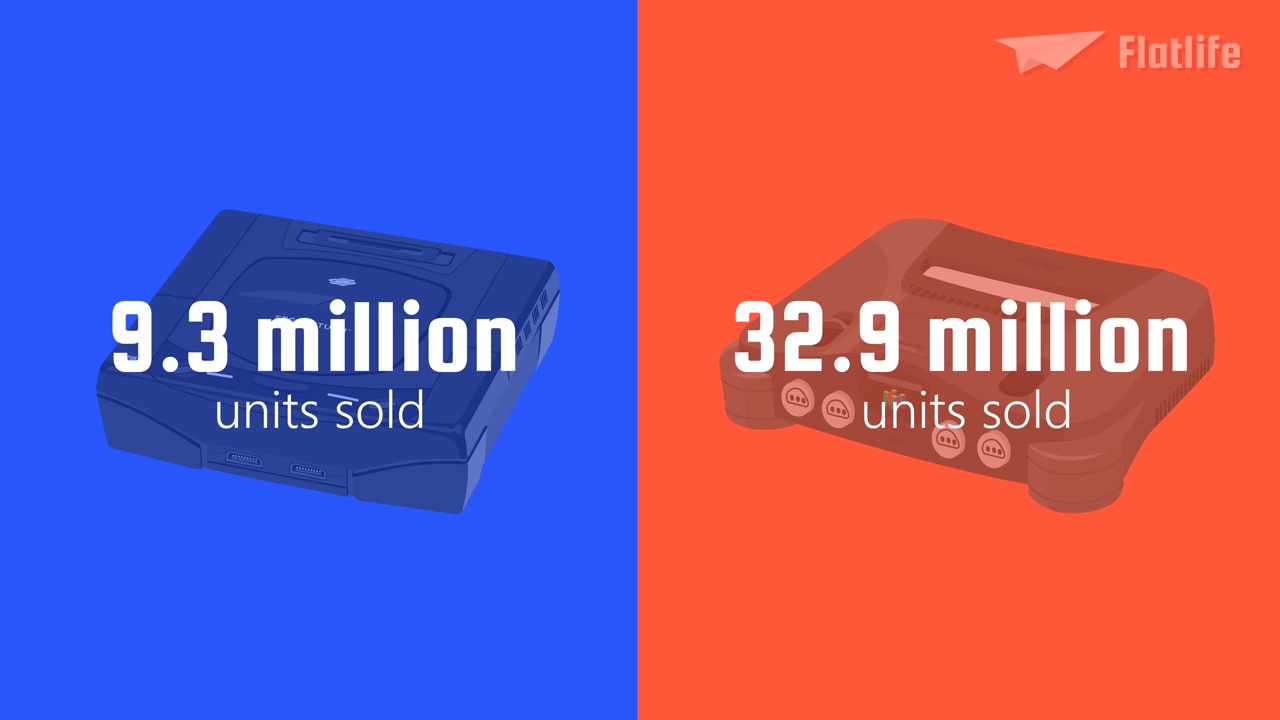 Flatlife
9.3 million
units sold
32.9 million
units sold